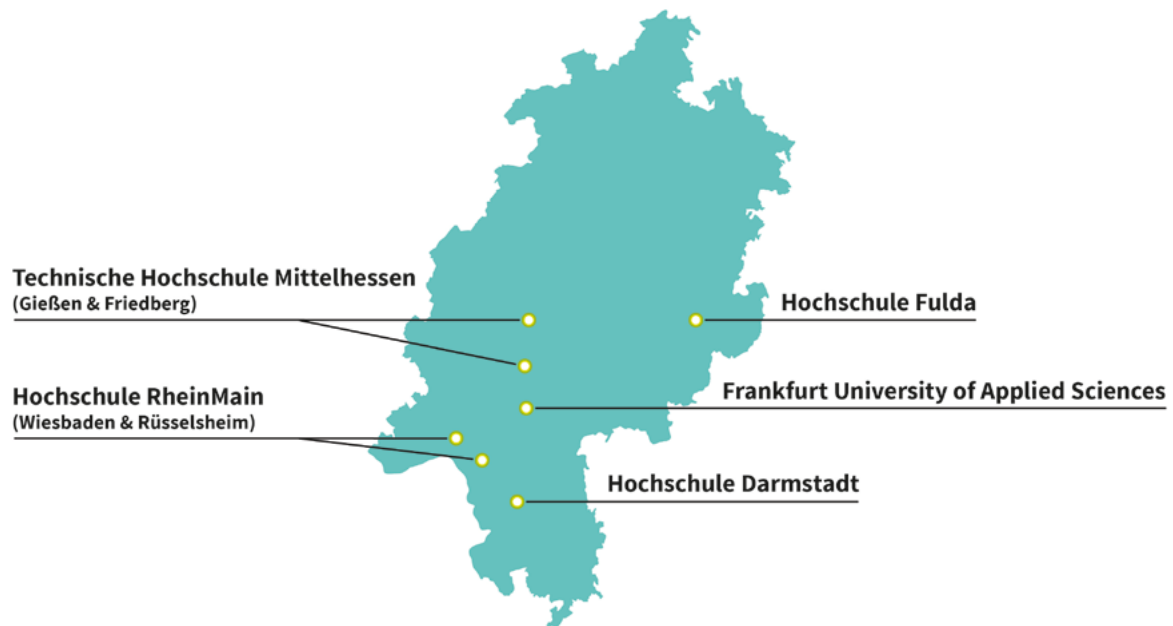 Technische Hochschule Mittelhessen
(Gießen & Friedberg)
Hochschule Fulda
Hochschule RheinMain
(Wiesbaden & Rüsselsheim)
Frankfurt University of Applied Sciences
Hochschule Darmstadt